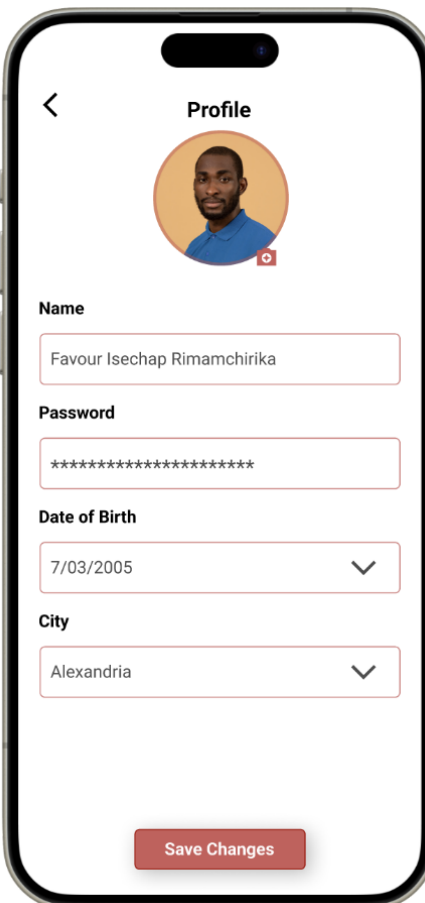 Profile
Name
Favour Isechap Rimamchirika
Password
**********************
Date of Birth
7/03/2005
City
Alexandria
Save Changes